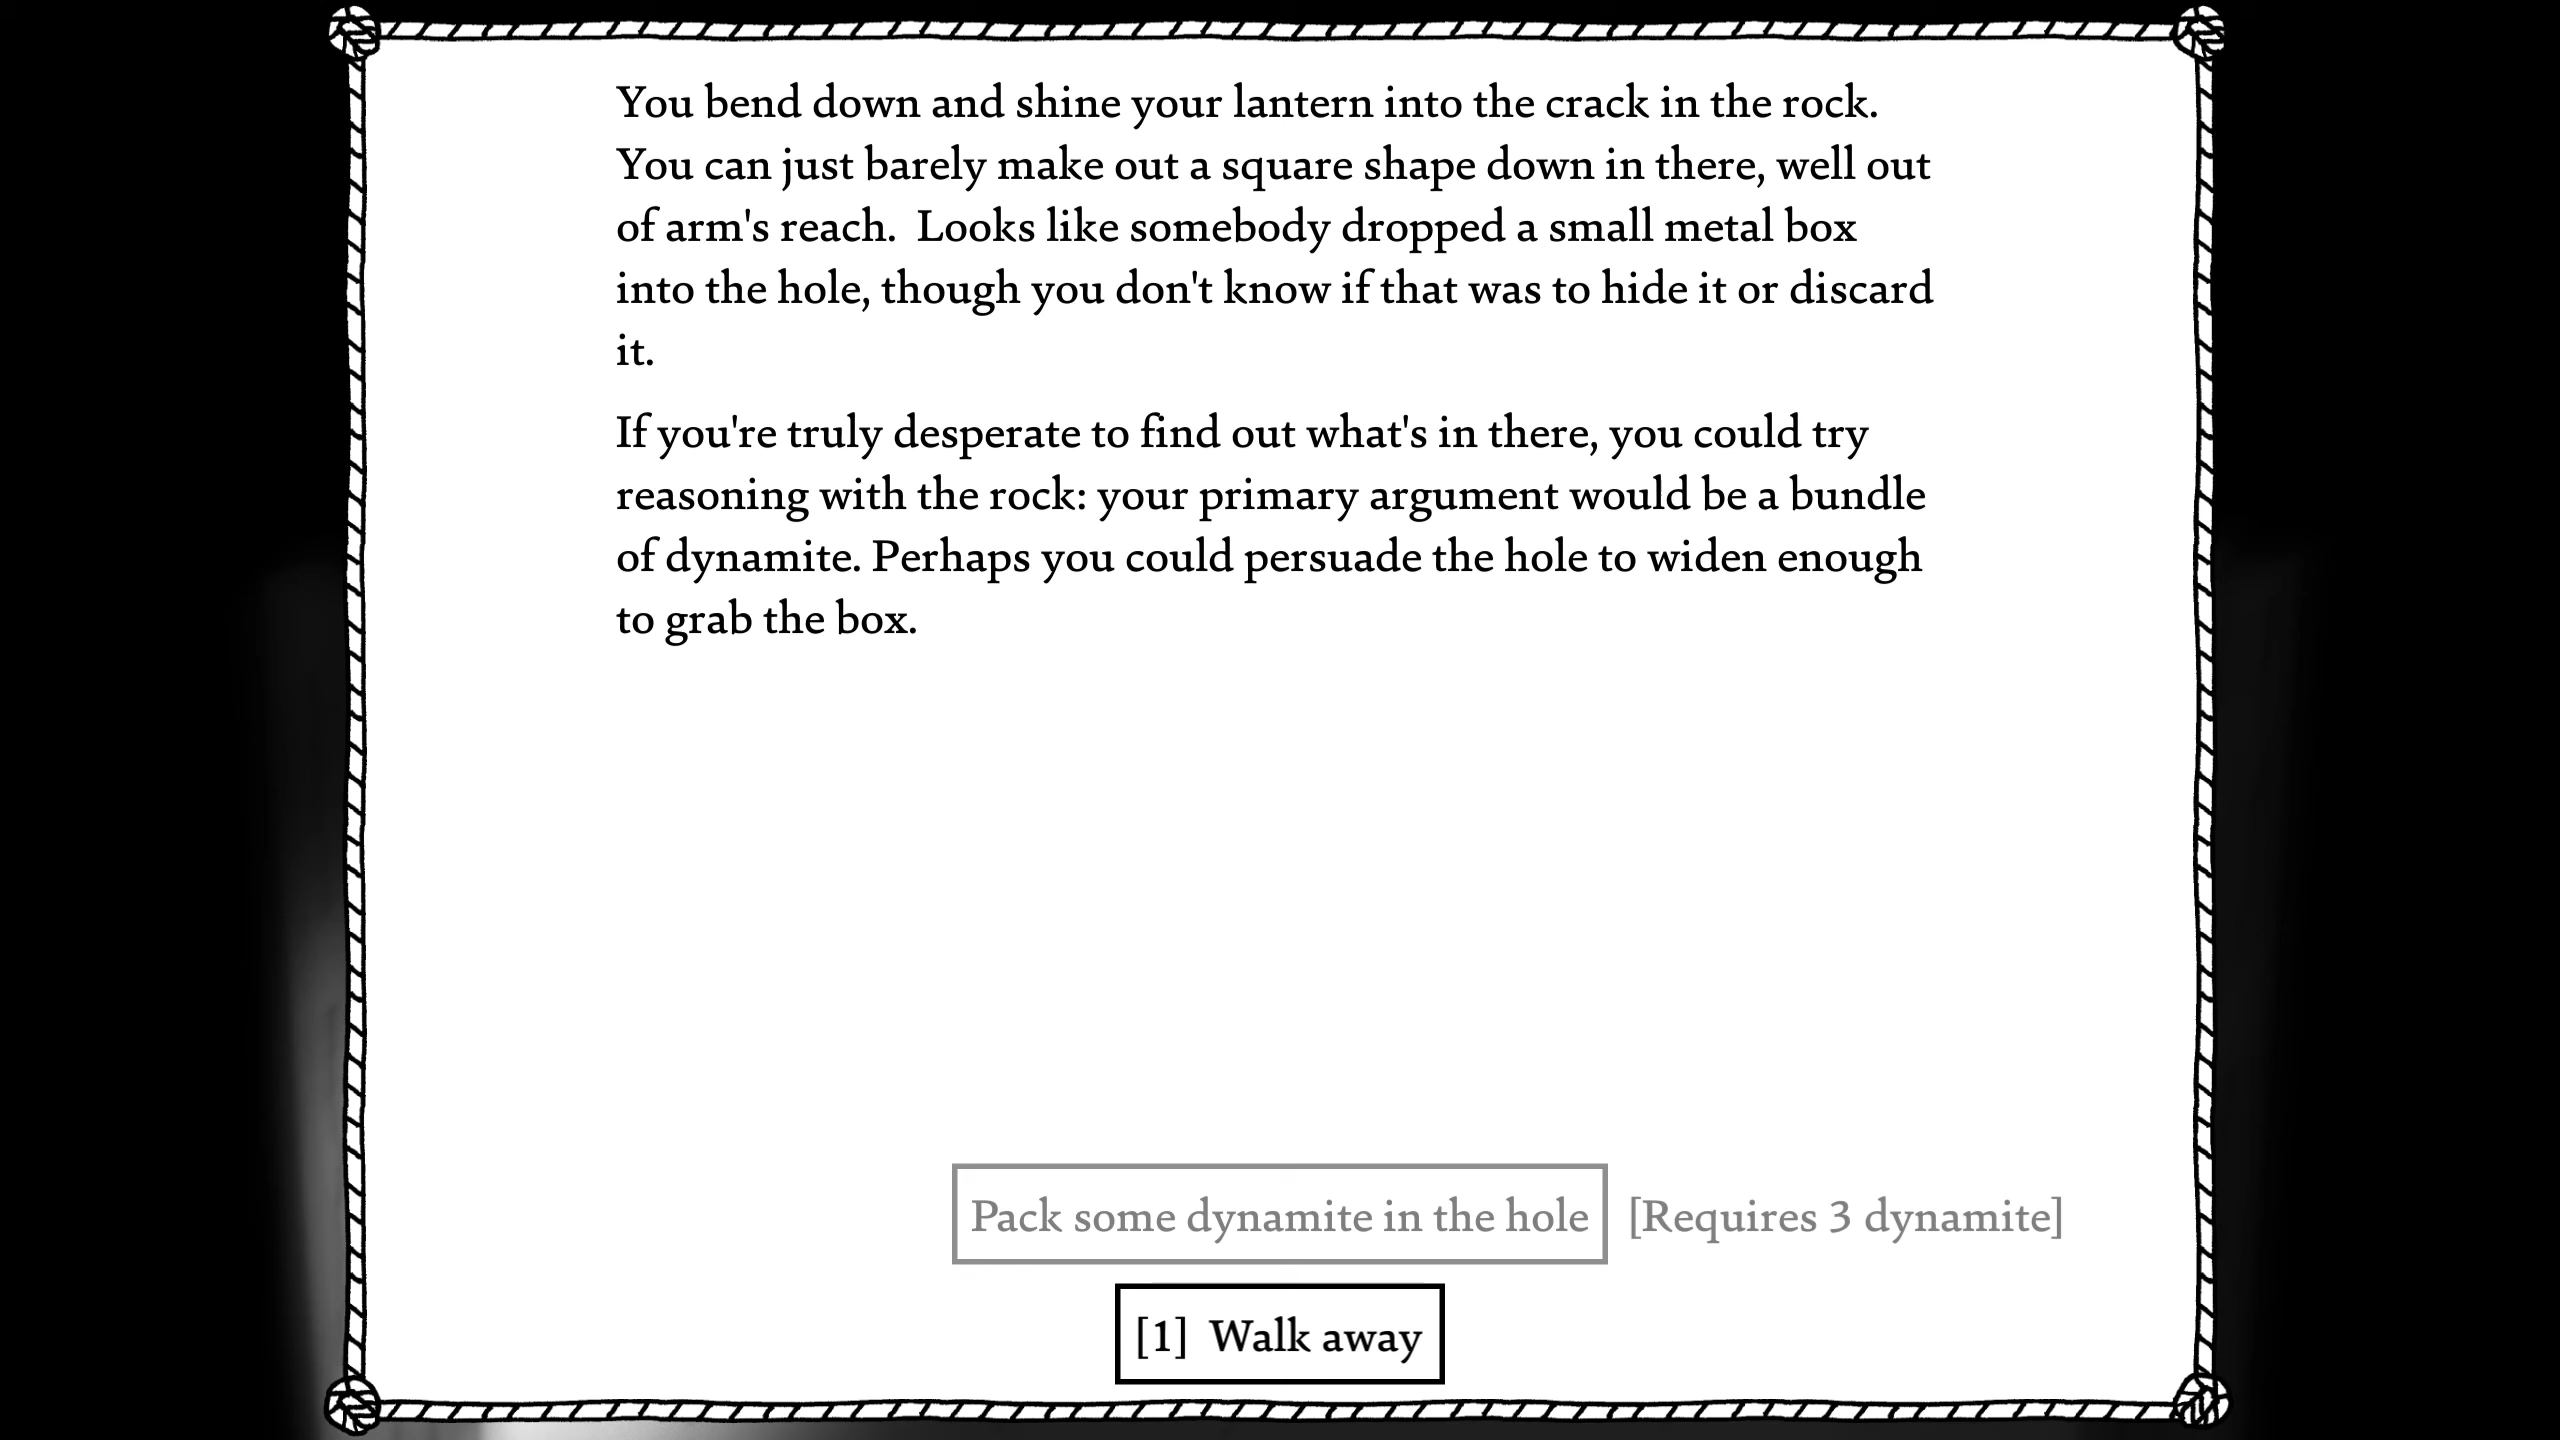 You bend down and shine your lantern into the crack in the rock.
You can just barely make out a square shape down in there, well out
of arm's reach.  Looks like somebody dropped a small metal box
into the hole, though you don't know if that was to hide it or discard
it.
If you're truly desperate to find out what's in there, you could try
reasoning with the rock: your primary argument would be a bundle
of dynamite. Perhaps you could persuade the hole to widen enough
to grab the box.
Pack some dynamite in the hole [Requires 3 dynamite]
[1] Walk away